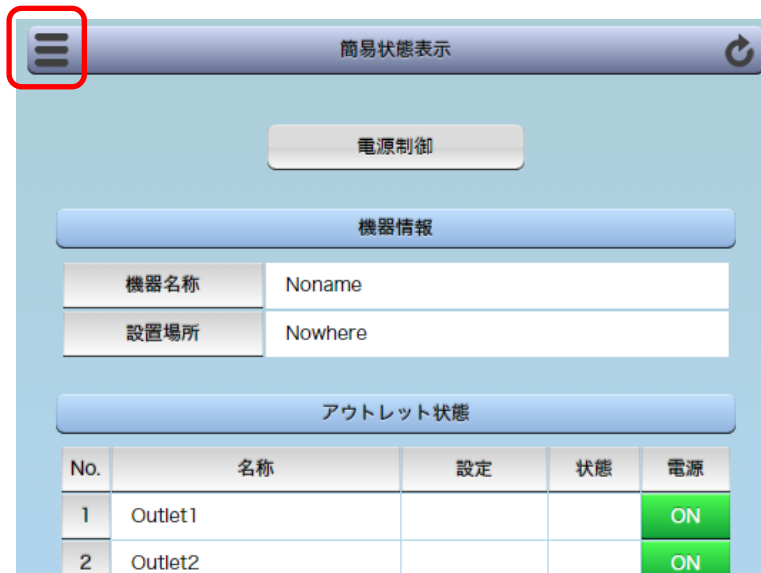 簡易状態表示
電源制御
機器情報
機器名称 Noname
設置場所 Nowhere
アウトレット状態
No. 名称 設定 状態 電源
1 Outlet1 ON
2 Outlet2 ON